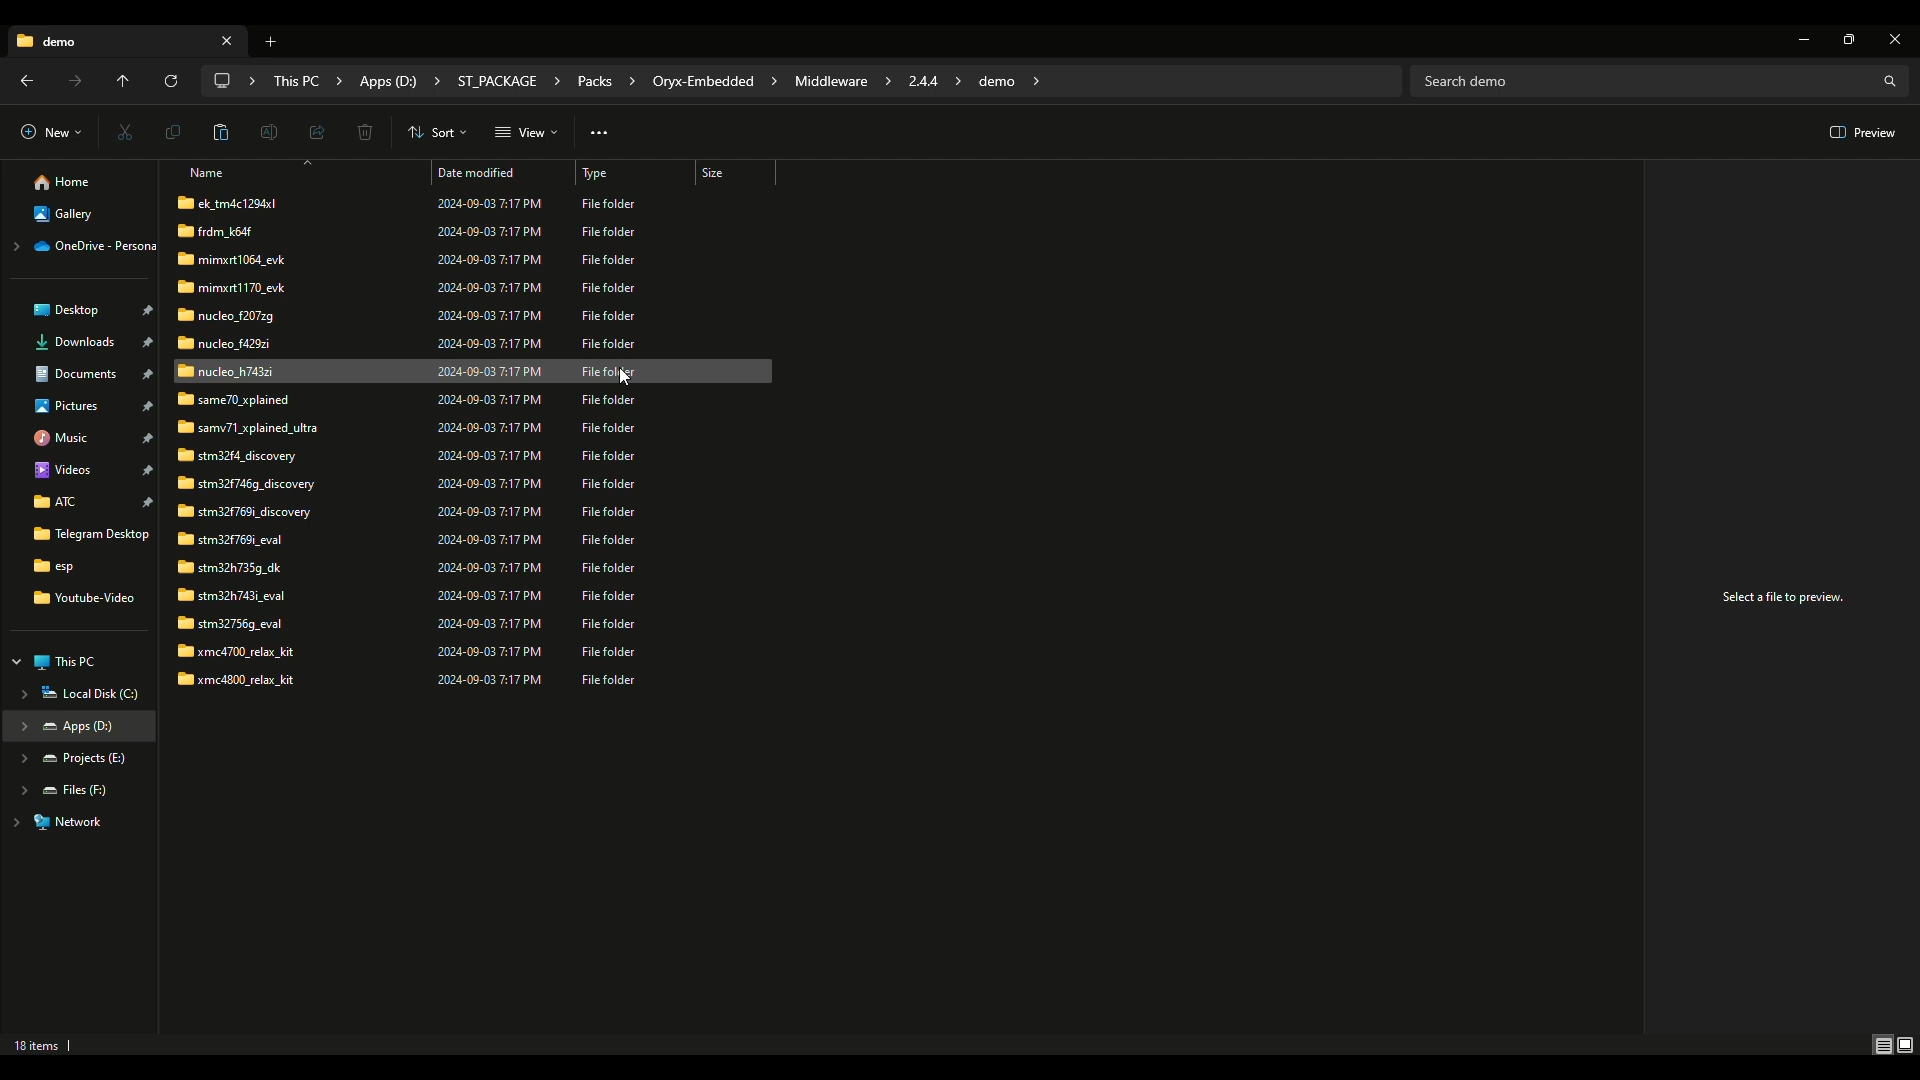 demo
This PC > Apps (D:) > ST_PACKAGE > Packs > Oryx-Embedded > Middleware > 2.4.4 > demo >
Search demo
New
Sort
View
Preview
Home
Gallery
OneDrive - Persona
Desktop
Downloads
Documents
Pictures
Music
Videos
ATC
Telegram Desktop
esp
Youtube-Video
This PC
Local Disk (C:)
Apps (D:)
Projects (E:)
Files (F:)
Network
Name Date modified Type Size
ek_tm4c1294xl 2024-09-03 7:17 PM File folder
frdm_k64f 2024-09-03 7:17 PM File folder
mimxrt1064_evk 2024-09-03 7:17 PM File folder
mimxrt1170_evk 2024-09-03 7:17 PM File folder
nucleo_f207zg 2024-09-03 7:17 PM File folder
nucleo_f429zi 2024-09-03 7:17 PM File folder
nucleo_h743zi 2024-09-03 7:17 PM File folder
same70_xplained 2024-09-03 7:17 PM File folder
samv71_xplained_ultra 2024-09-03 7:17 PM File folder
stm32f4_discovery 2024-09-03 7:17 PM File folder
stm32f746g_discovery 2024-09-03 7:17 PM File folder
stm32f769i_discovery 2024-09-03 7:17 PM File folder
stm32f769i_eval 2024-09-03 7:17 PM File folder
stm32h735g_dk 2024-09-03 7:17 PM File folder
stm32h743i_eval 2024-09-03 7:17 PM File folder
stm32756g_eval 2024-09-03 7:17 PM File folder
xmc4700_relax_kit 2024-09-03 7:17 PM File folder
xmc4800_relax_kit 2024-09-03 7:17 PM File folder
Select a file to preview.
18 items